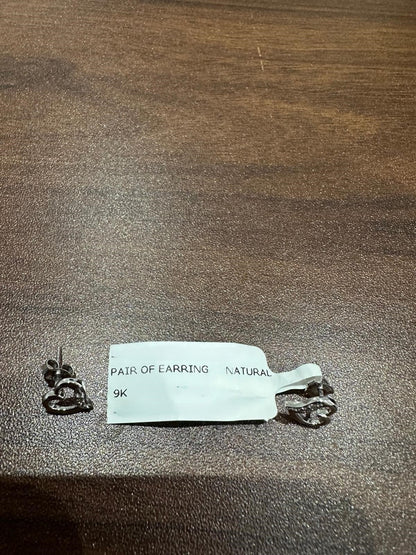 PAIR OF EARRING NATURAL
9K